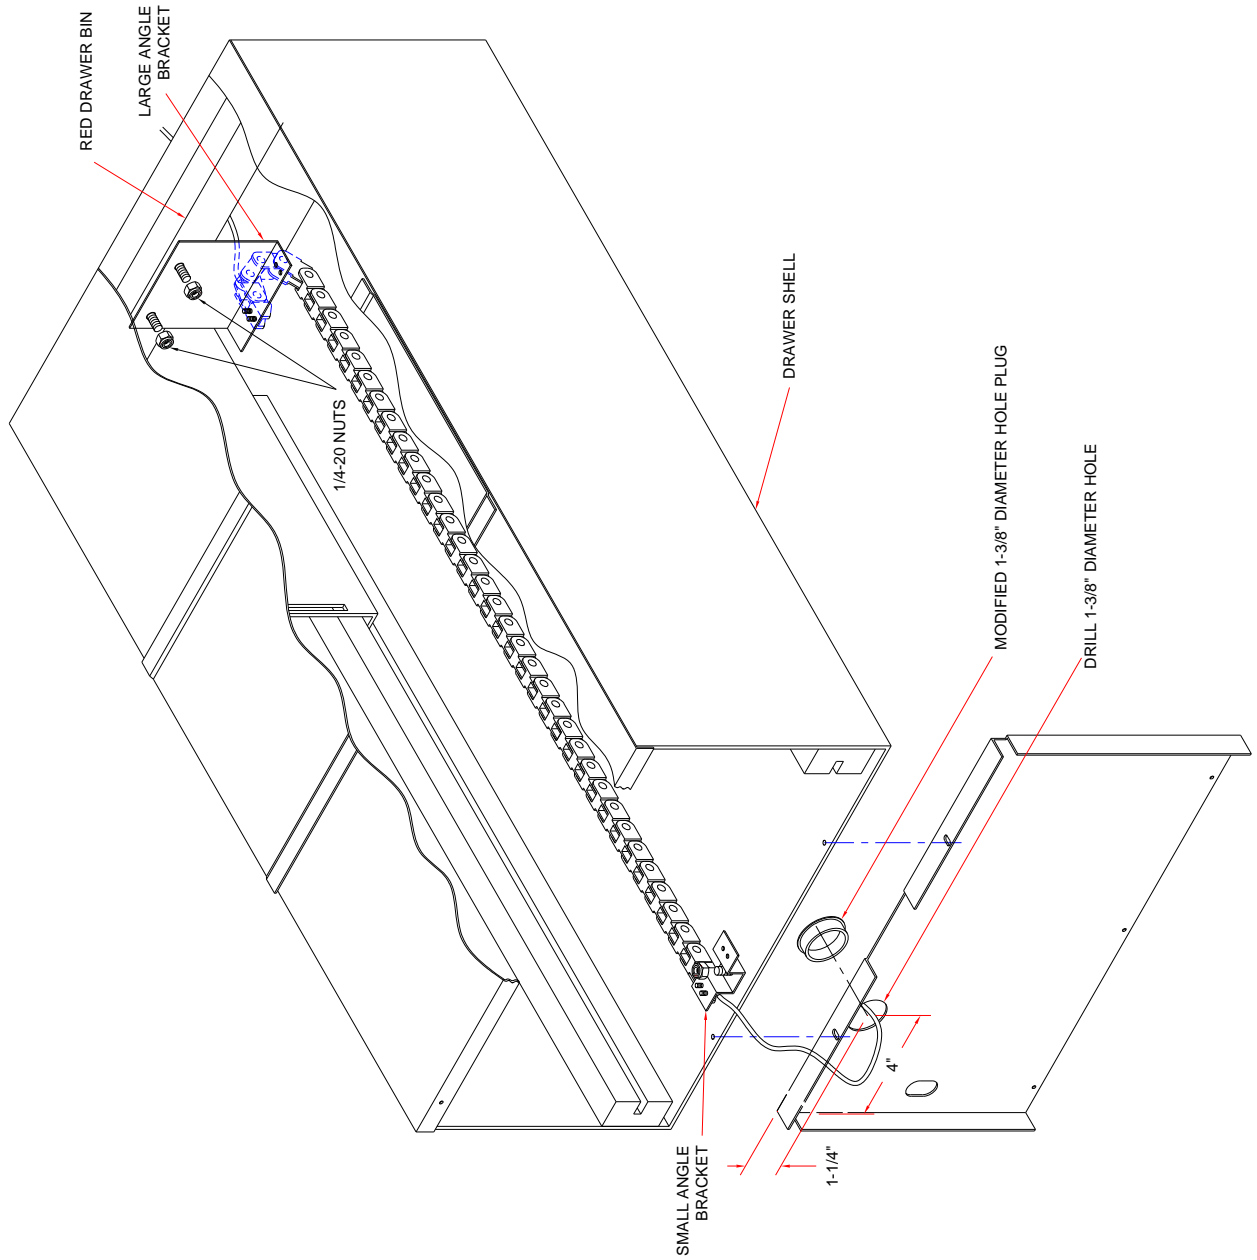 RED DRAWER BIN
LARGE ANGLE
BRACKET
1/4-20 NUTS
DRAWER SHELL
MODIFIED 1-3/8" DIAMETER HOLE PLUG
DRILL 1-3/8" DIAMETER HOLE
SMALL ANGLE
BRACKET
4"
1-1/4"